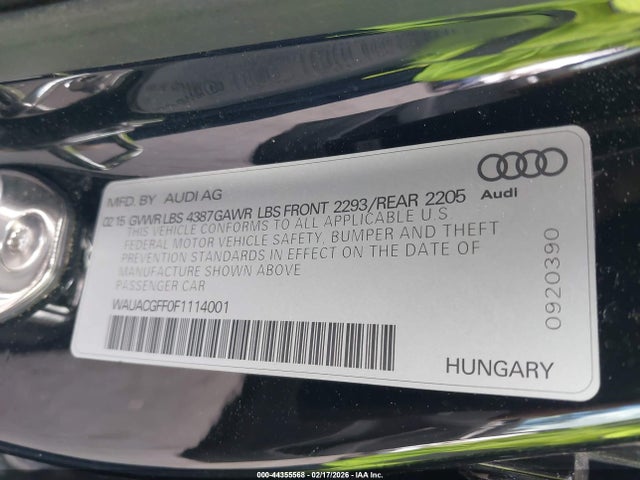 MFD. BY AUDI AG
02 15 GVWR LBS 4387 GAWR LBS FRONT 2293/REAR 2205
THIS VEHICLE CONFORMS TO ALL APPLICABLE U.S.
FEDERAL MOTOR VEHICLE SAFETY, BUMPER AND THEFT
PREVENTION STANDARDS IN EFFECT ON THE DATE OF
MANUFACTURE SHOWN ABOVE.
PASSENGER CAR
WAUACGFF0F1114001
Audi
0920390
HUNGARY
000-44355568 - 02/17/2026 - IAA Inc.